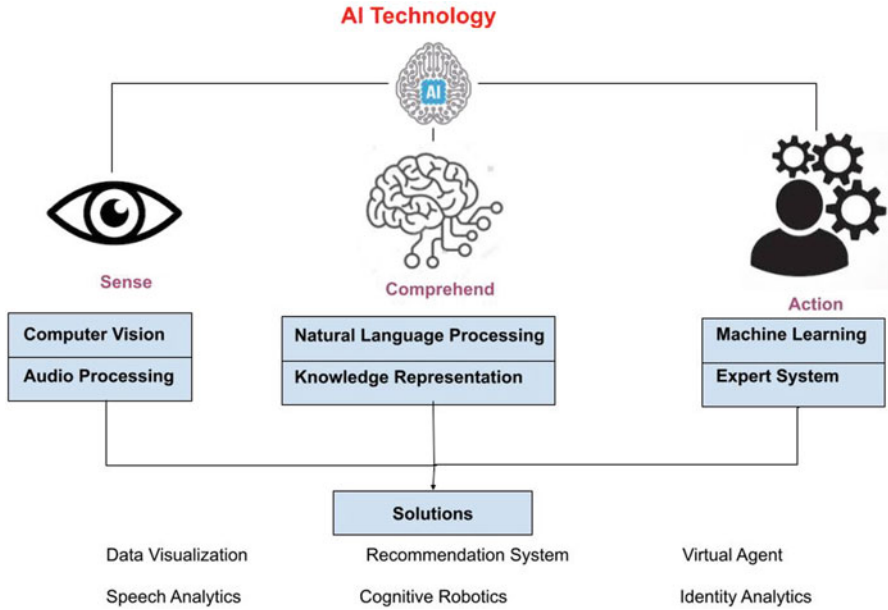 AI Technology
AI
Sense
Comprehend
Action
Computer Vision
Audio Processing
Natural Language Processing
Knowledge Representation
Machine Learning
Expert System
Solutions
Data Visualization
Recommendation System
Virtual Agent
Speech Analytics
Cognitive Robotics
Identity Analytics